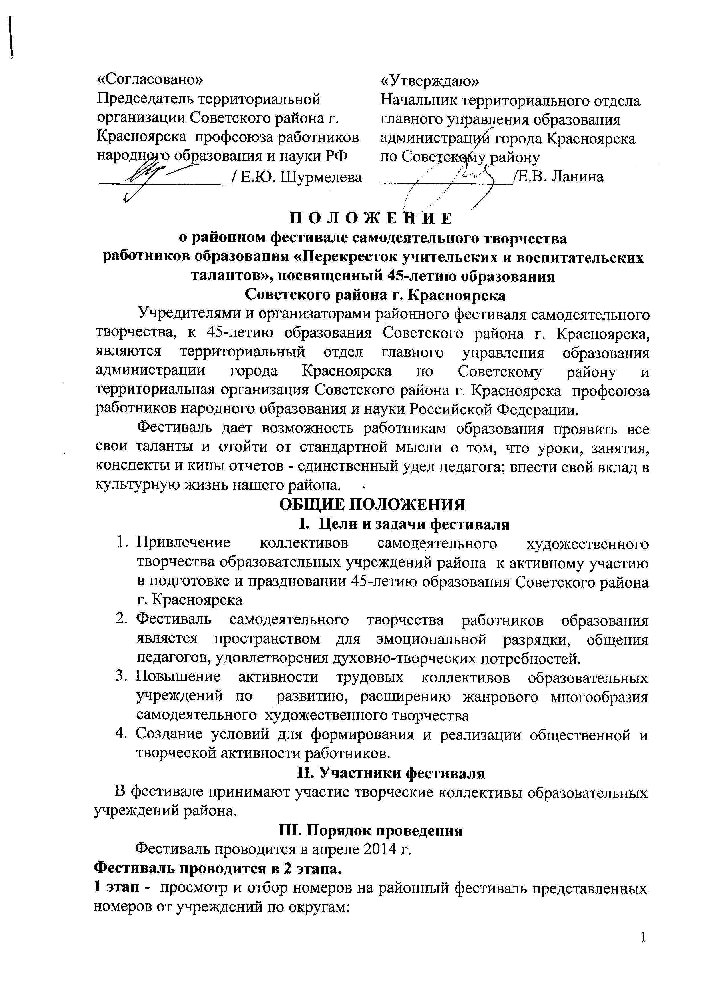 «Согласовано»
Председатель территориальной
организации Советского района г.
Красноярска профсоюза работников
народного образования и науки РФ
/ Е.Ю. Шурмелева
«Утверждаю»
Начальник территориального отдела
главного управления образования
администраций города Красноярска
по Советскому району
/Е.В. Ланина
П О Л О Ж Е Н И Е
о районном фестивале самодеятельного творчества
работников образования «Перекресток учительских и воспитательских
талантов», посвященный 45-летию образования
Советского района г. Красноярска
Учредителями и организаторами районного фестиваля самодеятельного
творчества, к 45-летию образования Советского района г. Красноярска,
являются территориальный отдел главного управления образования
администрации города Красноярска по Советскому району и
территориальная организация Советского района г. Красноярска профсоюза
работников народного образования и науки Российской Федерации.
Фестиваль дает возможность работникам образования проявить все
свои таланты и отойти от стандартной мысли о том, что уроки, занятия,
конспекты и кипы отчетов - единственный удел педагога; внести свой вклад в
культурную жизнь нашего района.
ОБЩИЕ ПОЛОЖЕНИЯ
I. Цели и задачи фестиваля
1. Привлечение коллективов самодеятельного художественного
творчества образовательных учреждений района к активному участию
в подготовке и праздновании 45-летию образования Советского района
г. Красноярска
2. Фестиваль самодеятельного творчества работников образования
является пространством для эмоциональной разрядки, общения
педагогов, удовлетворения духовно-творческих потребностей.
3. Повышение активности трудовых коллективов образовательных
учреждений по развитию, расширению жанрового многообразия
самодеятельного художественного творчества
4. Создание условий для формирования и реализации общественной и
творческой активности работников.
II. Участники фестиваля
В фестивале принимают участие творческие коллективы образовательных
учреждений района.
III. Порядок проведения
Фестиваль проводится в апреле 2014 г.
Фестиваль проводится в 2 этапа.
1 этап - просмотр и отбор номеров на районный фестиваль представленных
номеров от учреждений по округам:
1